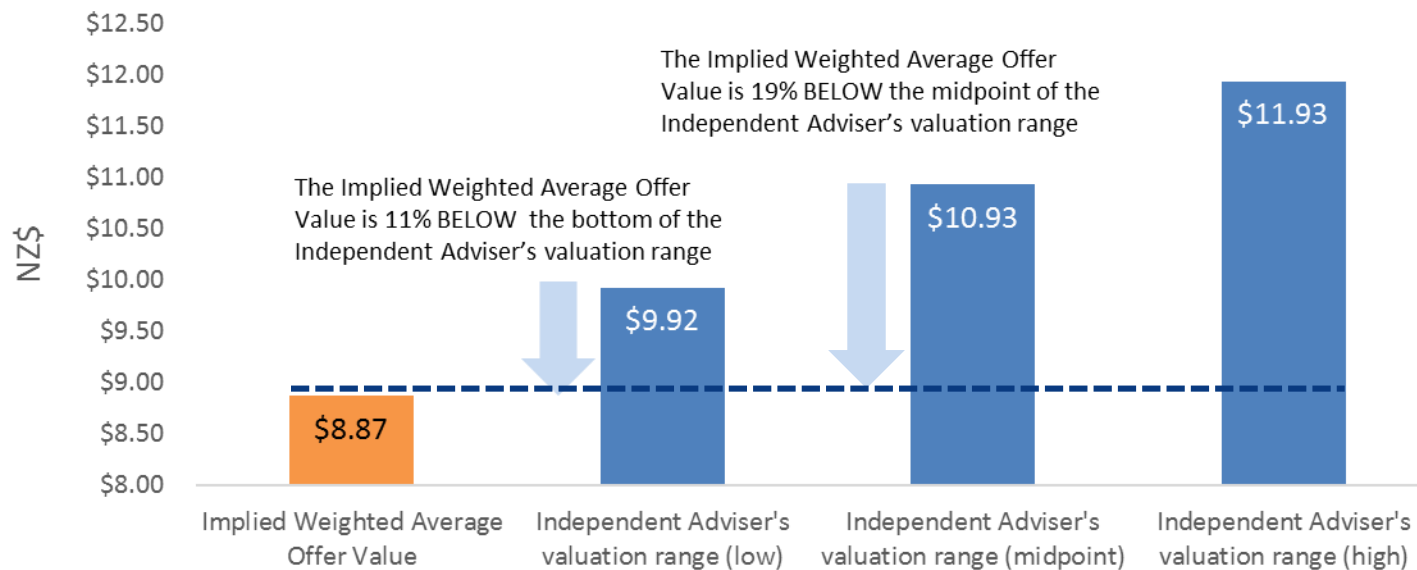 $12.50
$12.00
$11.50
$11.00
$10.50
$10.00
$9.50
$9.00
$8.50
$8.00
NZ$
The Implied Weighted Average Offer
Value is 11% BELOW  the bottom of the
Independent Adviser’s valuation range
The Implied Weighted Average Offer
Value is 19% BELOW the midpoint of the
Independent Adviser’s valuation range
$8.87
$9.92
$10.93
$11.93
Implied Weighted Average
Offer Value
Independent Adviser's
valuation range (low)
Independent Adviser's
valuation range (midpoint)
Independent Adviser's
valuation range (high)